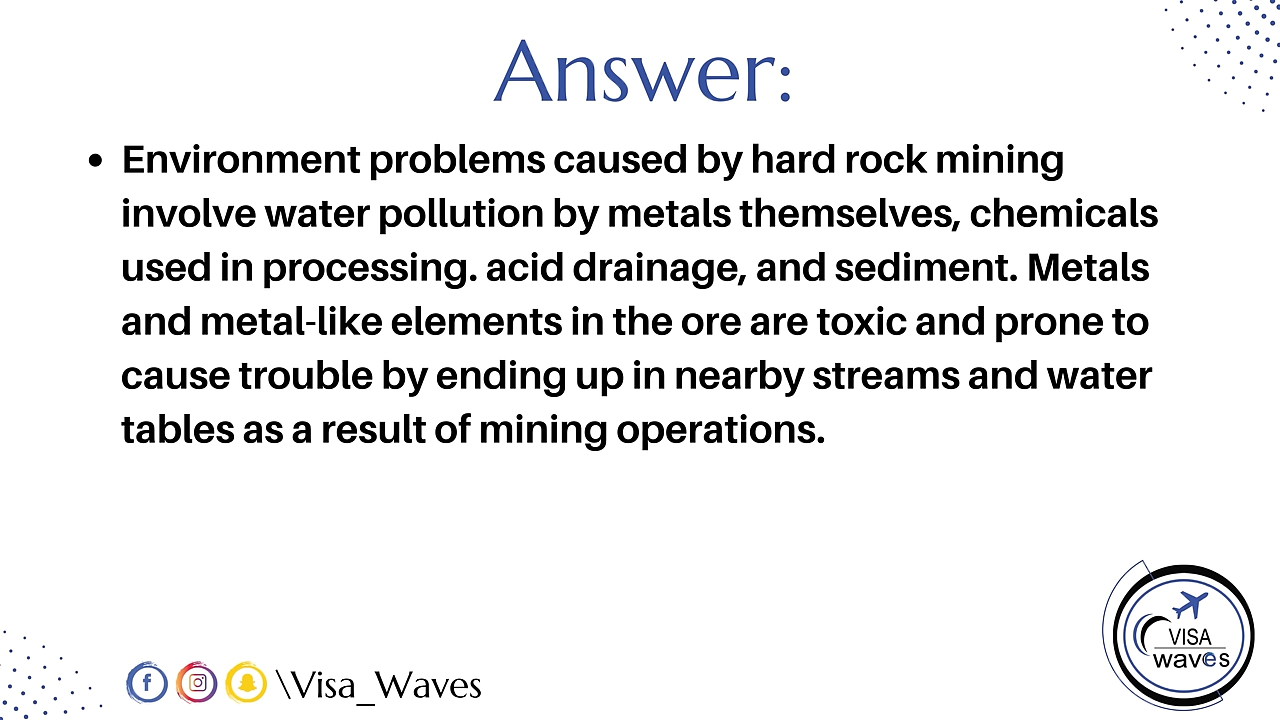 Answer:
• Environment problems caused by hard rock mining
involve water pollution by metals themselves, chemicals
used in processing. acid drainage, and sediment. Metals
and metal-like elements in the ore are toxic and prone to
cause trouble by ending up in nearby streams and water
tables as a result of mining operations.
\Visa_Waves
VISA
waves